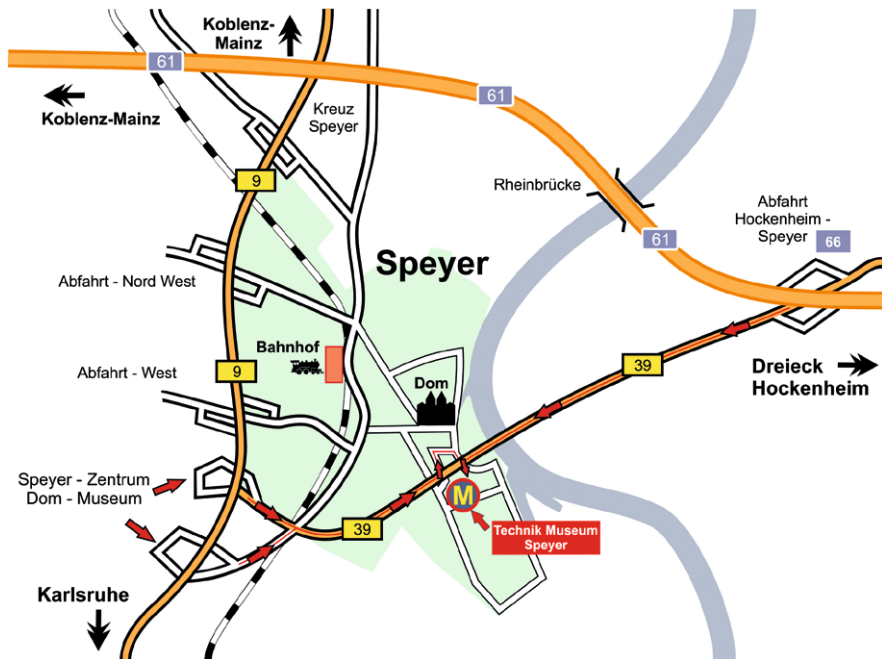 Koblenz-
Mainz
61
Koblenz-Mainz
Kreuz
Speyer
61
9
Rheinbrücke
Abfahrt
Hockenheim -
Speyer
66
61
Speyer
Abfahrt - Nord West
Bahnhof
Abfahrt - West
9
Dom
39
Dreieck
Hockenheim
Speyer - Zentrum
Dom - Museum
M
39
Technik Museum
Speyer
Karlsruhe